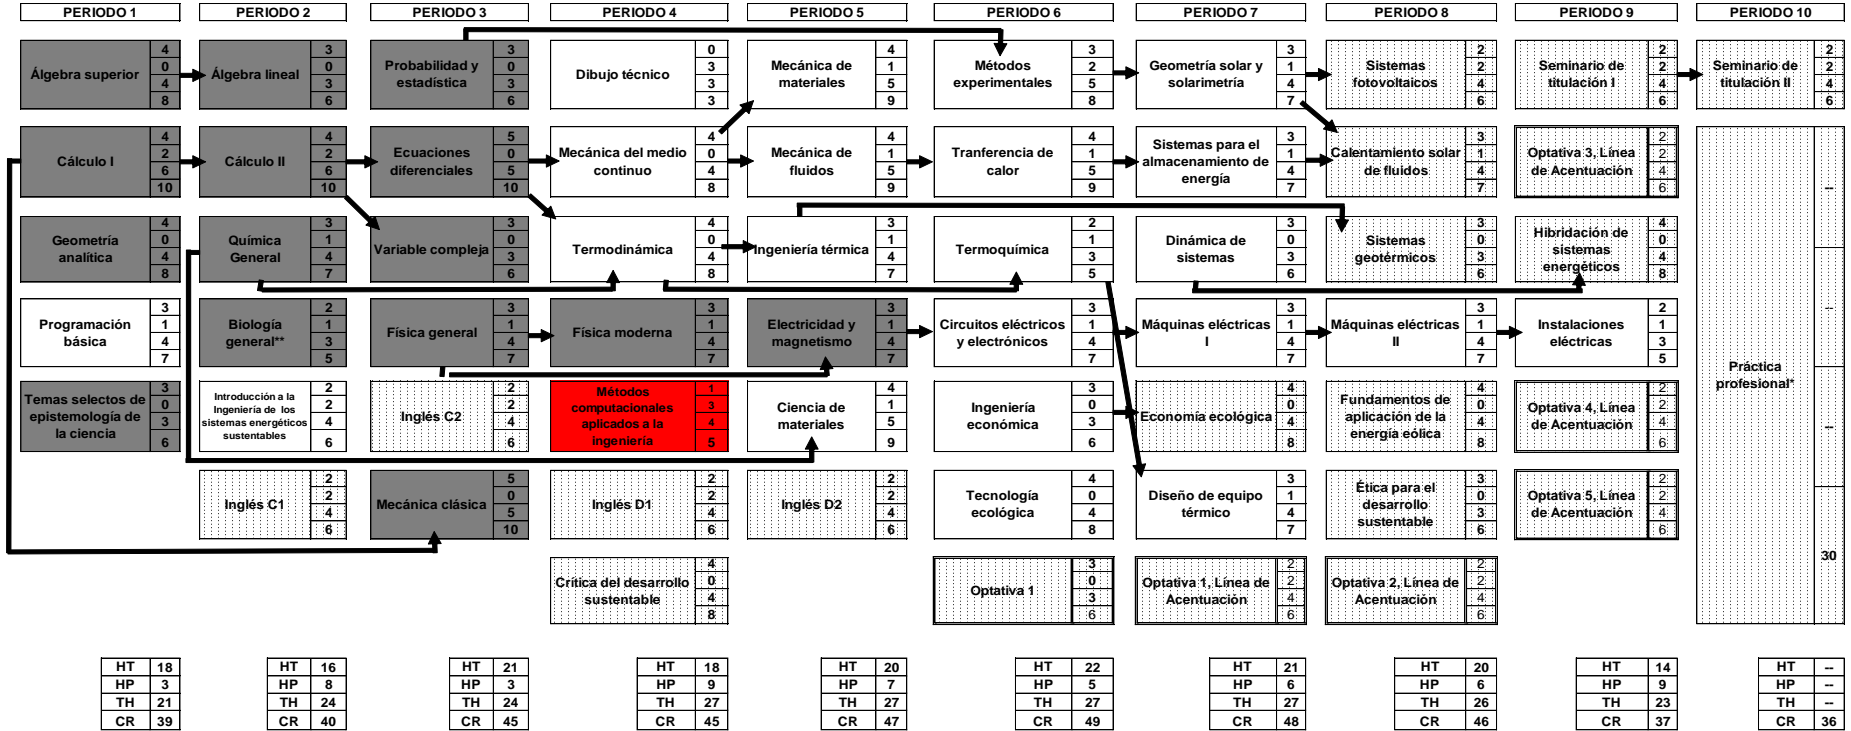 PERIODO 1
PERIODO 2
PERIODO 3
PERIODO 4
PERIODO 5
PERIODO 6
PERIODO 7
PERIODO 8
PERIODO 9
PERIODO 10
Álgebra superior
4
0
4
8
Álgebra lineal
3
0
3
6
Probabilidad y
estadística
3
0
3
6
Dibujo técnico
0
3
3
3
Mecánica de
materiales
4
1
5
9
Métodos
experimentales
3
2
5
8
Geometría solar y
solarimetría
3
1
4
7
Sistemas
fotovoltaicos
2
2
4
6
Seminario de
titulación I
2
2
4
6
Seminario de
titulación II
2
2
4
6
Cálculo I
4
2
6
10
Cálculo II
4
2
6
10
Ecuaciones
diferenciales
5
0
5
10
Mecánica del medio
continuo
4
0
4
8
Mecánica de
fluidos
4
1
5
9
Tranferencia de
calor
4
1
5
9
Sistemas para el
almacenamiento de
energía
3
1
4
7
Calentamiento solar
de fluidos
3
1
4
7
Optativa 3, Línea
de Acentuación
2
2
4
6
Práctica
profesional*
--
--
--
30
Geometría
analítica
4
0
4
8
Química
General
3
1
4
7
Variable compleja
3
0
3
6
Termodinámica
4
0
4
8
Ingeniería térmica
3
1
4
7
Termoquímica
2
1
3
5
Dinámica de
sistemas
3
0
3
6
Sistemas
geotérmicos
3
0
3
6
Hibridación de
sistemas
energéticos
4
0
4
8
Programación
básica
3
1
4
7
Biología
general**
2
1
3
5
Física general
3
1
4
7
Física moderna
3
1
4
7
Electricidad y
magnetismo
3
1
4
7
Circuitos eléctricos
y electrónicos
3
1
4
7
Máquinas eléctricas
I
3
1
4
7
Máquinas eléctricas
II
3
1
4
7
Instalaciones
eléctricas
2
1
3
5
Temas selectos de
epistemología de
la ciencia
3
0
3
6
Introducción a la
Ingeniería de los
sistemas energéticos
sustentables
2
2
4
6
Inglés C2
2
2
4
6
Métodos
computacionales
aplicados a la
ingeniería
1
3
4
5
Ciencia de
materiales
4
1
5
9
Ingeniería
económica
3
0
3
6
Economía ecológica
4
0
4
8
Fundamentos de
aplicación de la
energía eólica
4
0
4
8
Optativa 4, Línea
de Acentuación
2
2
4
6
Inglés C1
2
2
4
6
Mecánica clásica
5
0
5
10
Inglés D1
2
2
4
6
Inglés D2
2
2
4
6
Tecnología
ecológica
4
0
4
8
Diseño de equipo
térmico
3
1
4
7
Ética para el
desarrollo
sustentable
3
0
3
6
Optativa 5, Línea
de Acentuación
2
2
4
6
Crítica del desarrollo
sustentable
4
0
4
8
Optativa 1
3
0
3
6
Optativa 1, Línea de
Acentuación
2
2
4
6
Optativa 2, Línea de
Acentuación
2
2
4
6
HT 18
HP 3
TH 21
CR 39
HT 16
HP 8
TH 24
CR 40
HT 21
HP 3
TH 24
CR 45
HT 18
HP 9
TH 27
CR 45
HT 20
HP 7
TH 27
CR 47
HT 22
HP 5
TH 27
CR 49
HT 21
HP 6
TH 27
CR 48
HT 20
HP 6
TH 26
CR 46
HT 14
HP 9
TH 23
CR 37
HT --
HP --
TH --
CR 36